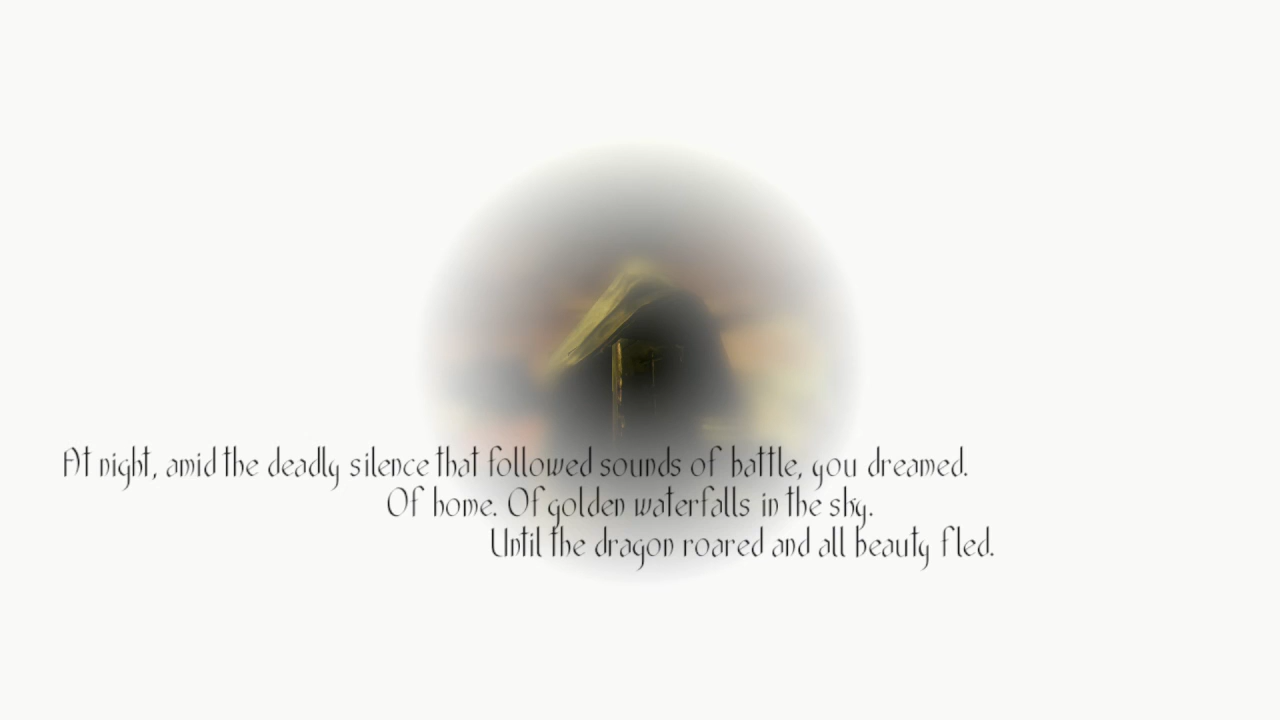 At night, amid the deadly silence that followed sounds of battle, you dreamed.
Of home. Of golden waterfalls in the sky.
Until the dragon roared and all beauty fled.